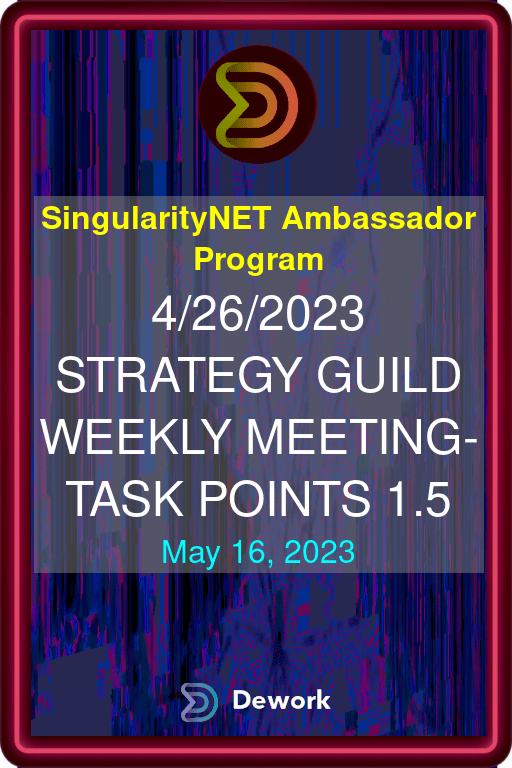 SingularityNET Ambassador
Program
4/26/2023
STRATEGY GUILD
WEEKLY MEETING-
TASK POINTS 1.5
May 16, 2023
Dework